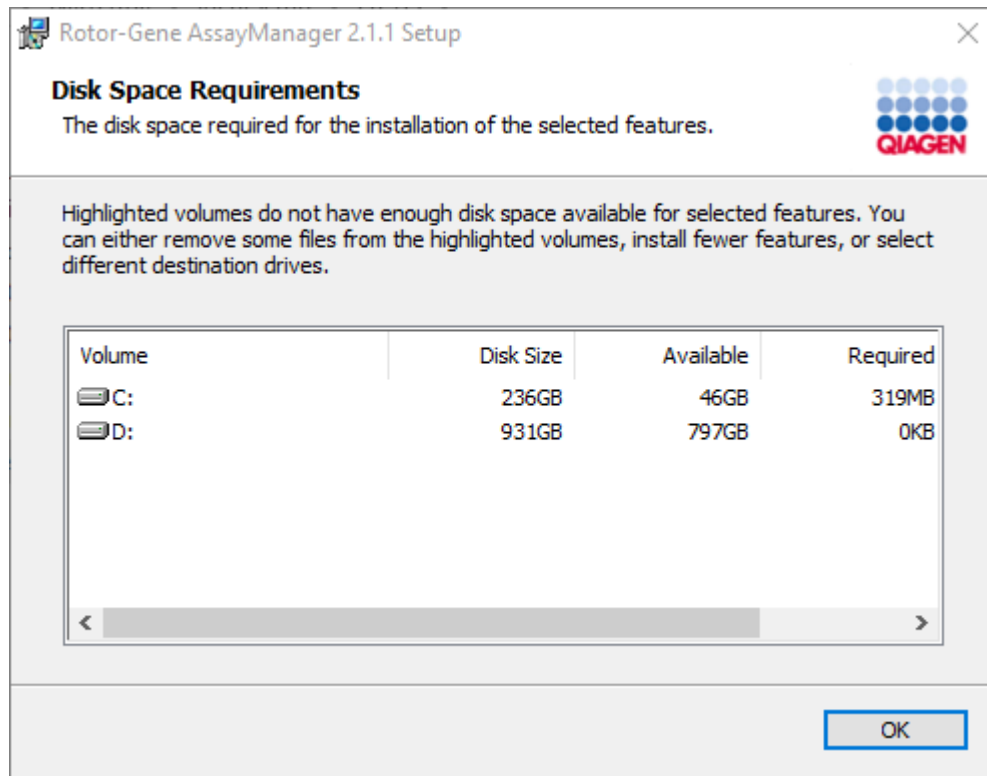 Rotor-Gene AssayManager 2.1.1 Setup
Disk Space Requirements
The disk space required for the installation of the selected features.
QIAGEN
Highlighted volumes do not have enough disk space available for selected features. You
can either remove some files from the highlighted volumes, install fewer features, or select
different destination drives.
Volume Disk Size Available Required
C: 236GB 46GB 319MB
D: 931GB 797GB 0KB
OK